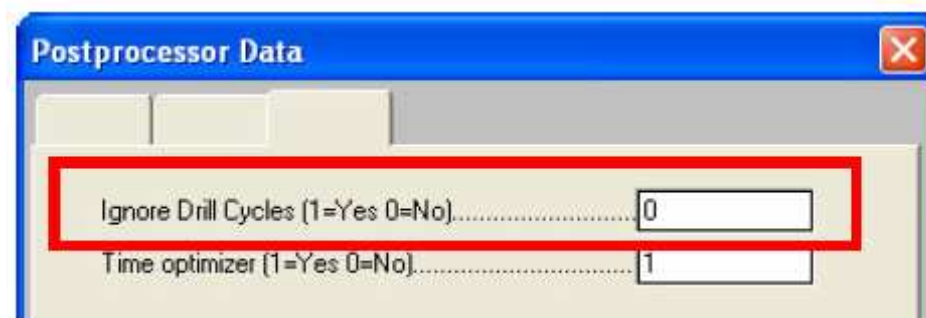 Postprocessor Data
Ignore Drill Cycles (1=Yes 0=No)............................ 0
Time optimizer (1=Yes 0=No)................................. 1